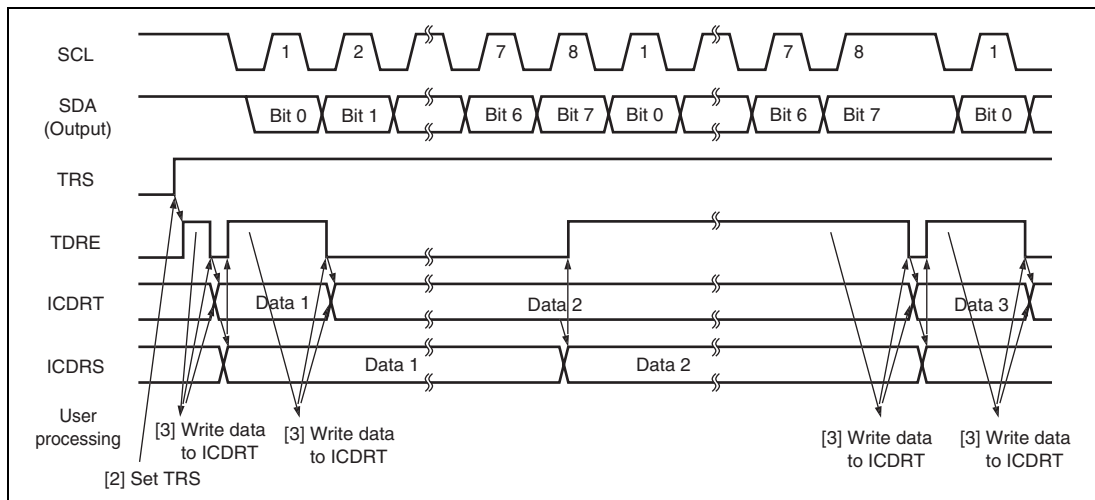 SCL 1 2 7 8 1 7 8 1
SDA
(Output) Bit 0 Bit 1 Bit 6 Bit 7 Bit 0 Bit 6 Bit 7 Bit 0
TRS
TDRE
ICDRT Data 1 Data 2 Data 3
ICDRS Data 1 Data 2
User
processing
[3] Write data
to ICDRT
[3] Write data
to ICDRT
[3] Write data
to ICDRT
[3] Write data
to ICDRT
[2] Set TRS